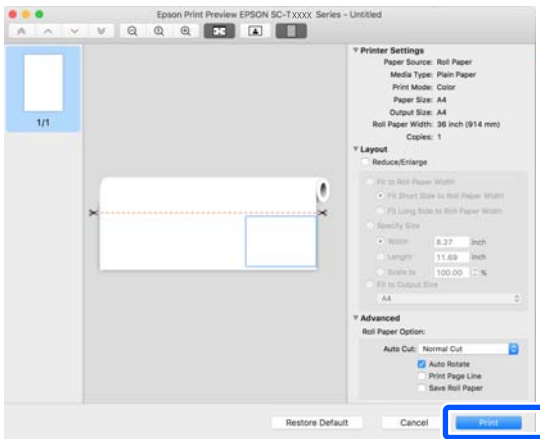 Epson Print Preview EPSON SC-TXXXX Series - Untitled
1/1
Printer Settings
Paper Source: Roll Paper
Media Type: Plain Paper
Print Mode: Color
Paper Size: A4
Output Size: A4
Roll Paper Width: 36 inch (914 mm)
Copies: 1
Layout
Reduce/Enlarge
Fit to Roll Paper Width
Fit Short Side to Roll Paper Width
Fit Long Side to Roll Paper Width
Specify Size
Width 8.27 inch
Length 11.69 inch
Scale to 100.00 %
Fit to Output Size
A4
Advanced
Roll Paper Option:
Auto Cut: Normal Cut
Auto Rotate
Print Page Line
Save Roll Paper
Restore Default Cancel Print